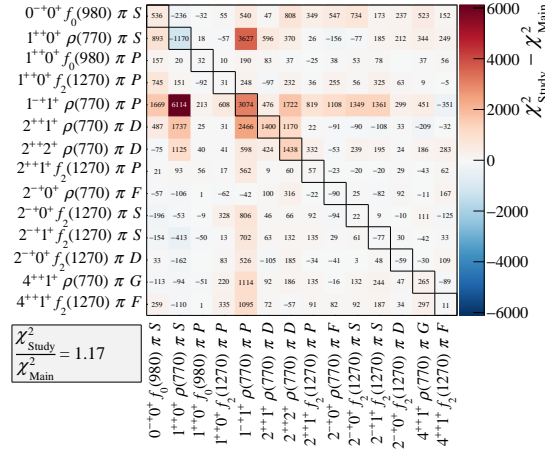 0⁻⁺0⁺ f₀(980) π S 536 −236 −32 55 540 47 808 349 547 734 237 523 152
1⁺⁺0⁺ ρ(770) π S 893 −1170 18 −57 3627 596 370 26 −156 −77 185 212 344 249
1⁺⁺0⁺ f₀(980) π P 157 20 32 10 190 83 37 −25 38 53 78 37 56
1⁺⁺0⁺ f₂(1270) π P 745 151 −92 31 248 −97 232 36 255 56 325 63 9 −5
1⁻⁺1⁺ ρ(770) π P 1669 6114 213 608 3074 476 1722 819 1108 1349 1361 299 451 −351
2⁺⁺1⁺ ρ(770) π D 487 1737 25 31 2466 1400 1170 22 −91 −90 −108 33 −209 −32
2⁺⁺2⁺ ρ(770) π D −75 1125 40 41 598 424 1438 332 −53 239 195 24 186 283
2⁺⁺1⁺ f₂(1270) π P 21 93 56 17 562 9 60 57 −23 −20 −20 62 −17 62
2⁻⁺0⁺ ρ(770) π F −57 −106 1 −62 −42 100 316 −22 −90 25 −82 92 −11 167
2⁻⁺0⁺ f₂(1270) π S −196 −53 −9 328 806 46 66 92 −94 22 9 −10 111 −125
2⁻⁺1⁺ f₂(1270) π S −154 −413 −50 13 702 63 132 135 29 61 −77 30 −42 33
2⁻⁺0⁺ f₂(1270) π D 33 −162 83 526 −105 185 −34 −41 3 48 −59 −30 109
4⁺⁺1⁺ ρ(770) π G −113 −94 −51 220 1114 92 186 135 −16 132 244 47 265 −89
4⁺⁺1⁺ f₂(1270) π F 259 −110 1 335 1095 72 −57 91 82 92 187 34 297 11
0⁻⁺0⁺ f₀(980) π S
1⁺⁺0⁺ ρ(770) π S
1⁺⁺0⁺ f₀(980) π P
1⁺⁺0⁺ f₂(1270) π P
1⁻⁺1⁺ ρ(770) π P
2⁺⁺1⁺ ρ(770) π D
2⁺⁺2⁺ ρ(770) π D
2⁺⁺1⁺ f₂(1270) π P
2⁻⁺0⁺ ρ(770) π F
2⁻⁺0⁺ f₂(1270) π S
2⁻⁺1⁺ f₂(1270) π S
2⁻⁺0⁺ f₂(1270) π D
4⁺⁺1⁺ ρ(770) π G
4⁺⁺1⁺ f₂(1270) π F
6000
4000
2000
0
−2000
−4000
−6000
χ²_Study − χ²_Main
χ²_Study / χ²_Main = 1.17